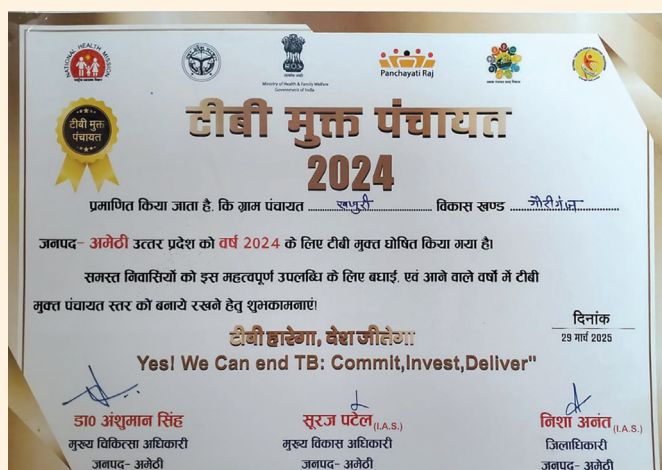 NATIONAL HEALTH MISSION
Ministry of Health & Family Welfare
Government of India
Panchayati Raj
टीबी मुक्त
पंचायत
टीबी मुक्त पंचायत
2024
प्रमाणित किया जाता है, कि ग्राम पंचायत खजुरी विकास खण्ड गौरीगंज
जनपद- अमेठी उत्तर प्रदेश को वर्ष 2024 के लिए टीबी मुक्त घोषित किया गया है।
समस्त निवासियों को इस महत्वपूर्ण उपलब्धि के लिए बधाई, एवं आने वाले वर्षो में टीबी
मुक्त पंचायत स्तर को बनाये रखने हेतु शुभकामनाएं!
दिनांक
29 मार्च 2025
टीबी हारेगा, देश जीतेगा
Yes! We Can end TB: Commit,Invest,Deliver"
डा0 अंशुमान सिंह
मुख्य चिकित्सा अधिकारी
जनपद- अमेठी
सूरज पटेल (I.A.S.)
मुख्य विकास अधिकारी
जनपद- अमेठी
निशा अनंत (I.A.S.)
जिलाधिकारी
जनपद- अमेठी